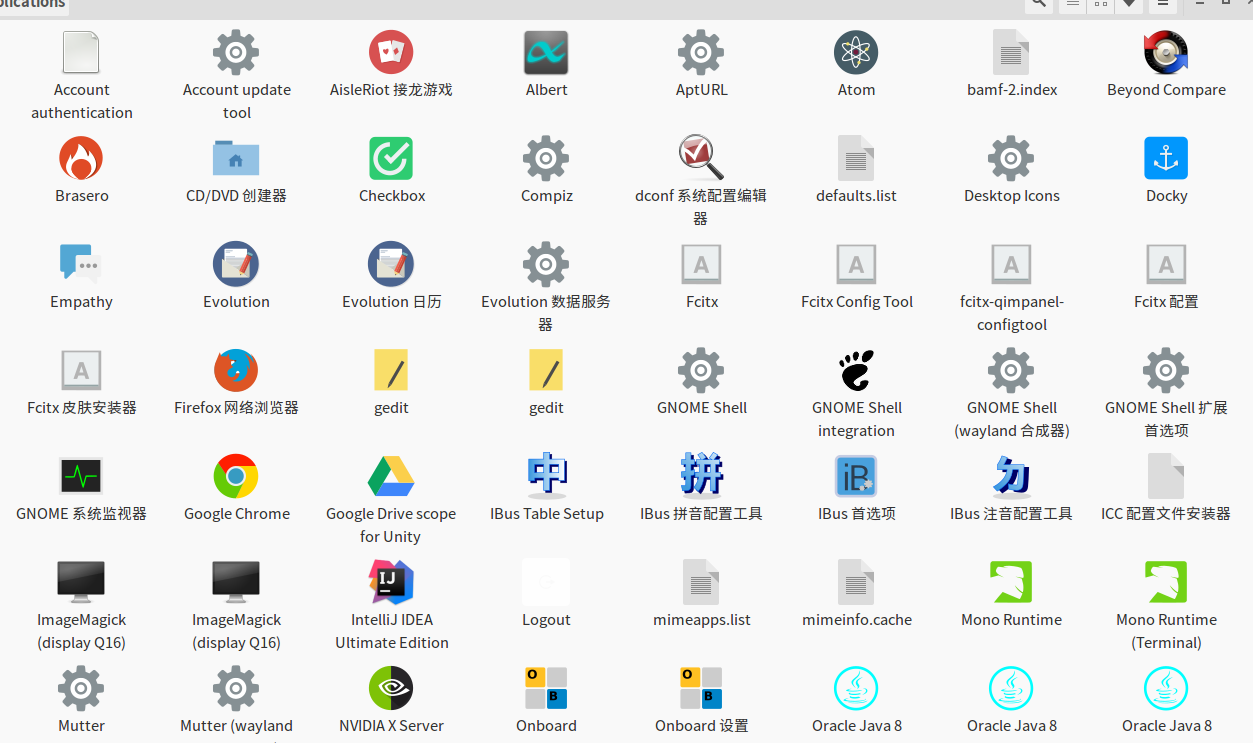 plications
Account authentication
Account update tool
AisleRiot 接龙游戏
Albert
AptURL
Atom
bamf-2.index
Beyond Compare
Brasero
CD/DVD 创建器
Checkbox
Compiz
dconf 系统配置编辑器
defaults.list
Desktop Icons
Docky
Empathy
Evolution
Evolution 日历
Evolution 数据服务器
Fcitx
Fcitx Config Tool
fcitx-qimpanel-configtool
Fcitx 配置
Fcitx 皮肤安装器
Firefox 网络浏览器
gedit
gedit
GNOME Shell
GNOME Shell integration
GNOME Shell (wayland 合成器)
GNOME Shell 扩展首选项
GNOME 系统监视器
Google Chrome
Google Drive scope for Unity
IBus Table Setup
IBus 拼音配置工具
IBus 首选项
IBus 注音配置工具
ICC 配置文件安装器
ImageMagick (display Q16)
ImageMagick (display Q16)
IntelliJ IDEA Ultimate Edition
Logout
mimeapps.list
mimeinfo.cache
Mono Runtime
Mono Runtime (Terminal)
Mutter
Mutter (wayland
NVIDIA X Server
Onboard
Onboard 设置
Oracle Java 8
Oracle Java 8
Oracle Java 8